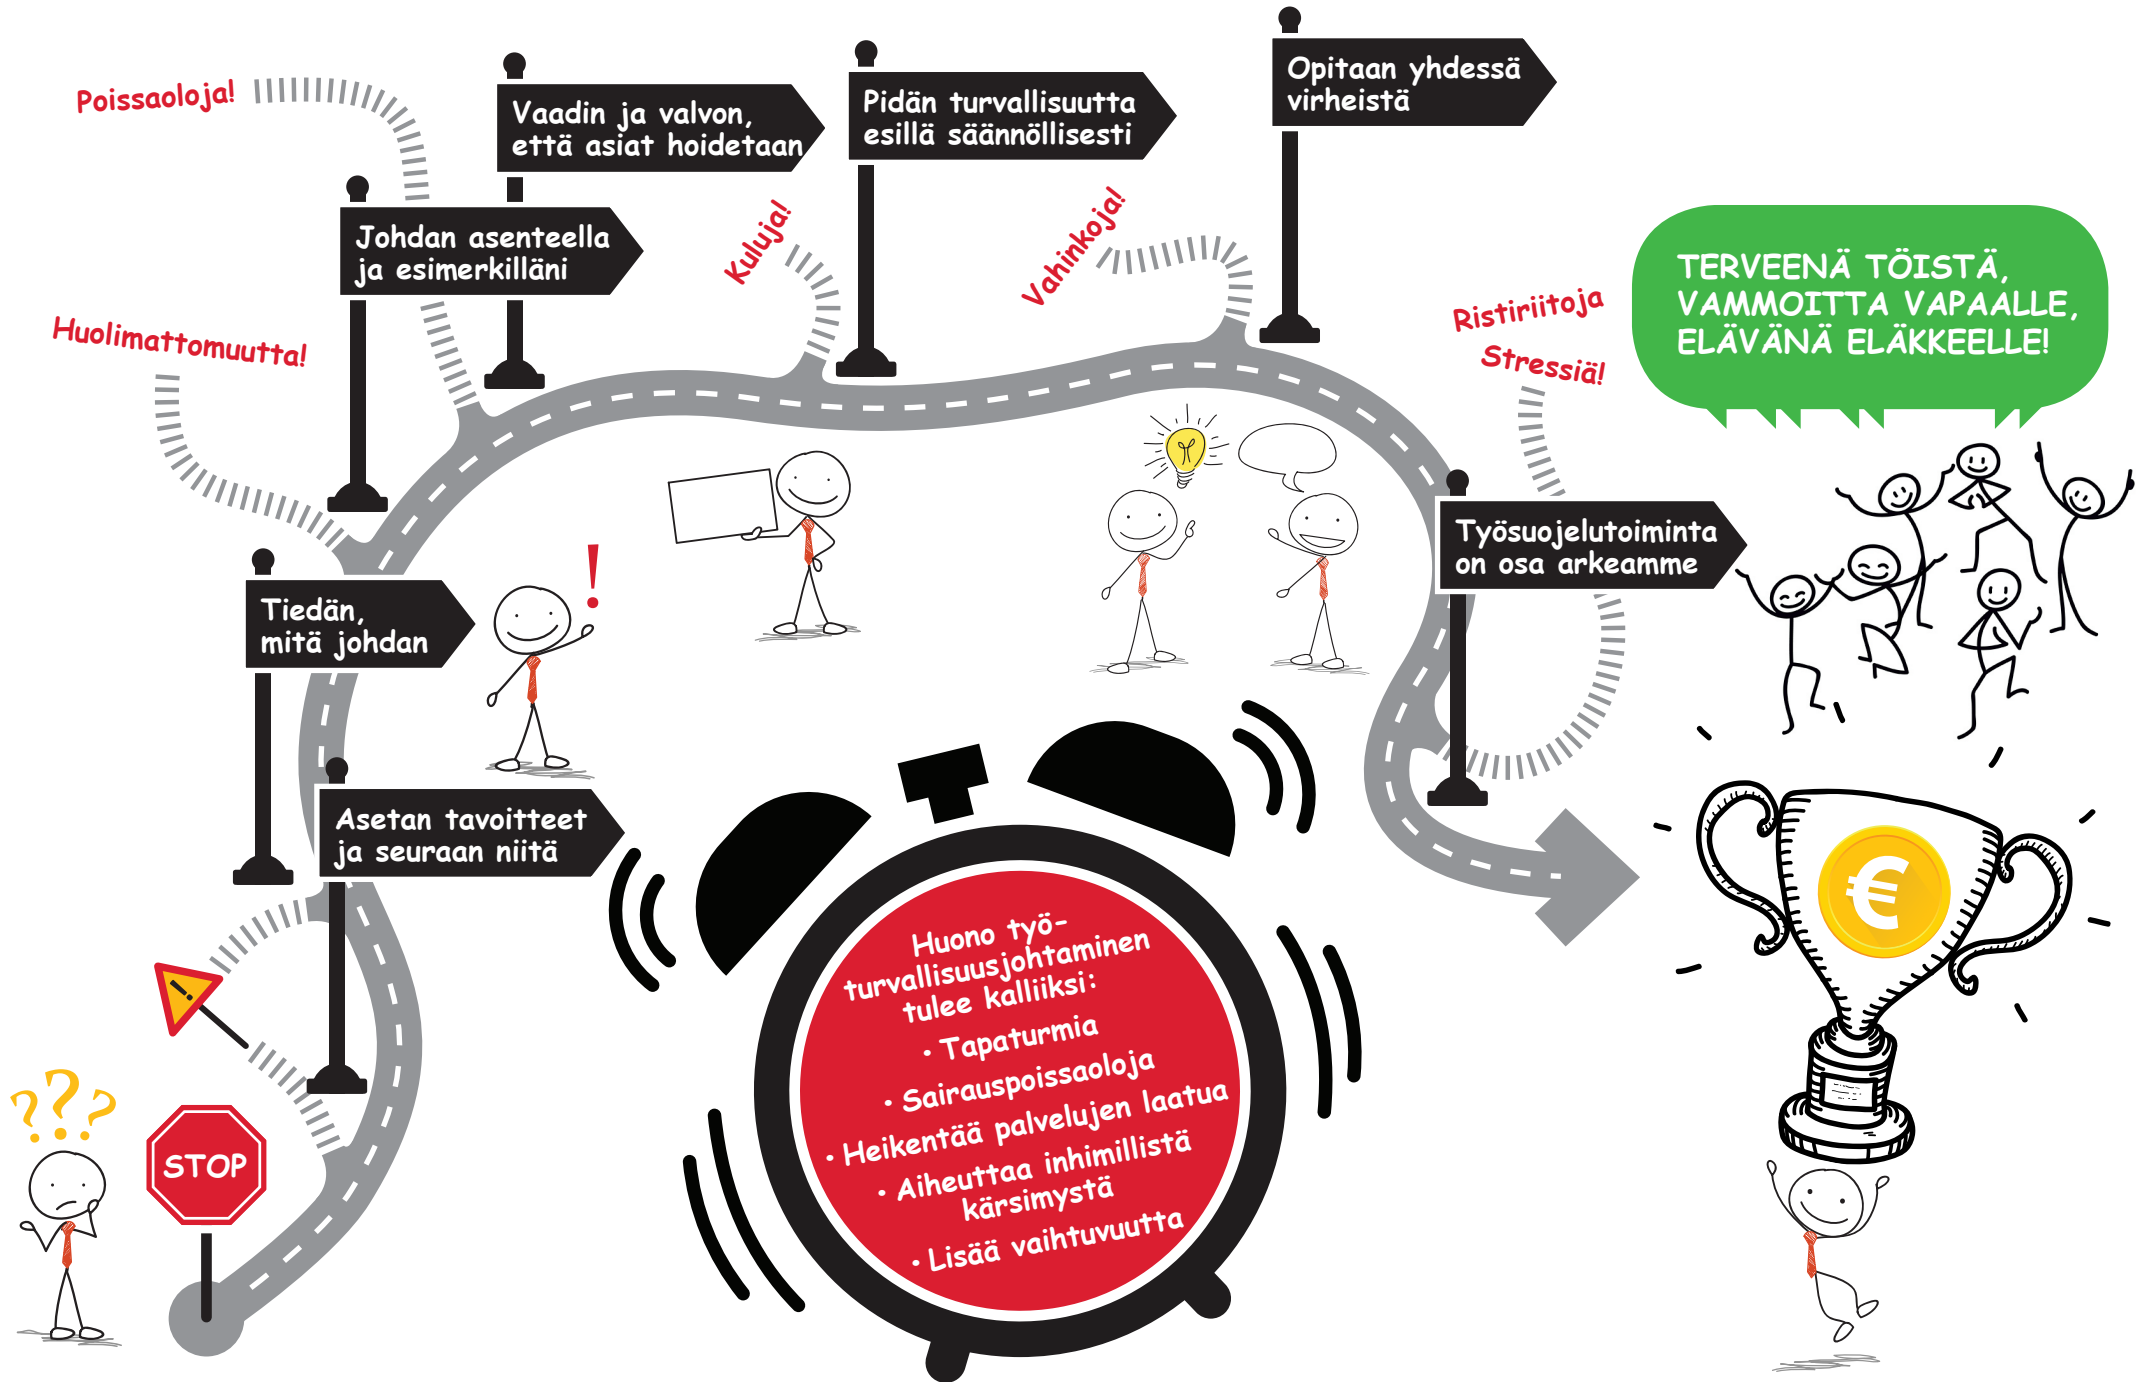 Poissaoloja!
Vaadin ja valvon,
että asiat hoidetaan
Pidän turvallisuutta
esillä säännöllisesti
Opitaan yhdessä
virheistä
Johdan asenteella
ja esimerkilläni
Kuluja!
Vahinkoja!
Huolimattomuutta!
Ristiriitoja
Stressiä!
TERVEENÄ TÖISTÄ,
VAMMOITTA VAPAALLE,
ELÄVÄNÄ ELÄKKEELLE!
Työsuojelutoiminta
on osa arkeamme
!
Tiedän,
mitä johdan
Asetan tavoitteet
ja seuraan niitä
€
Huono työ-
turvallisuusjohtaminen
tulee kalliiksi:
• Tapaturmia
• Sairauspoissaoloja
• Heikentää palvelujen laatua
• Aiheuttaa inhimillistä
kärsimystä
• Lisää vaihtuvuutta
!
???
STOP